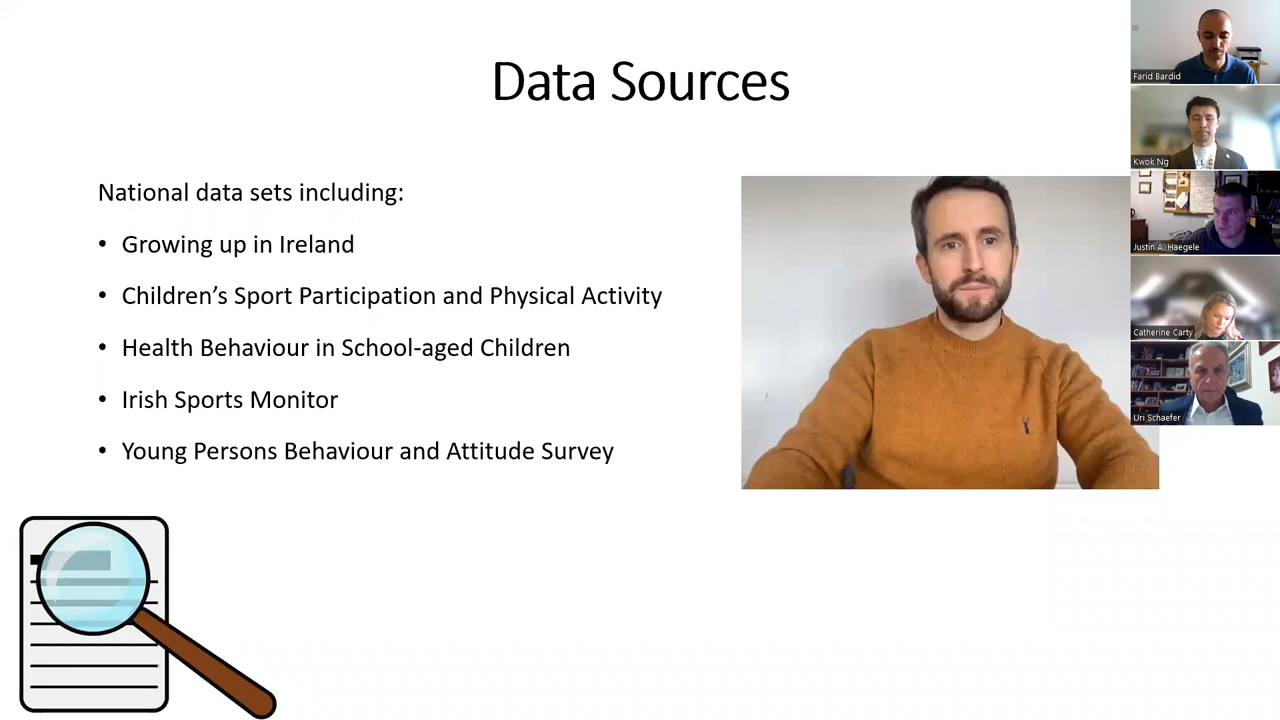 Data Sources
National data sets including:
• Growing up in Ireland
• Children’s Sport Participation and Physical Activity
• Health Behaviour in School-aged Children
• Irish Sports Monitor
• Young Persons Behaviour and Attitude Survey
Farid Bardid
Kwok Ng
Justin A. Haegele
Catherine Carty
Uri Schaefer